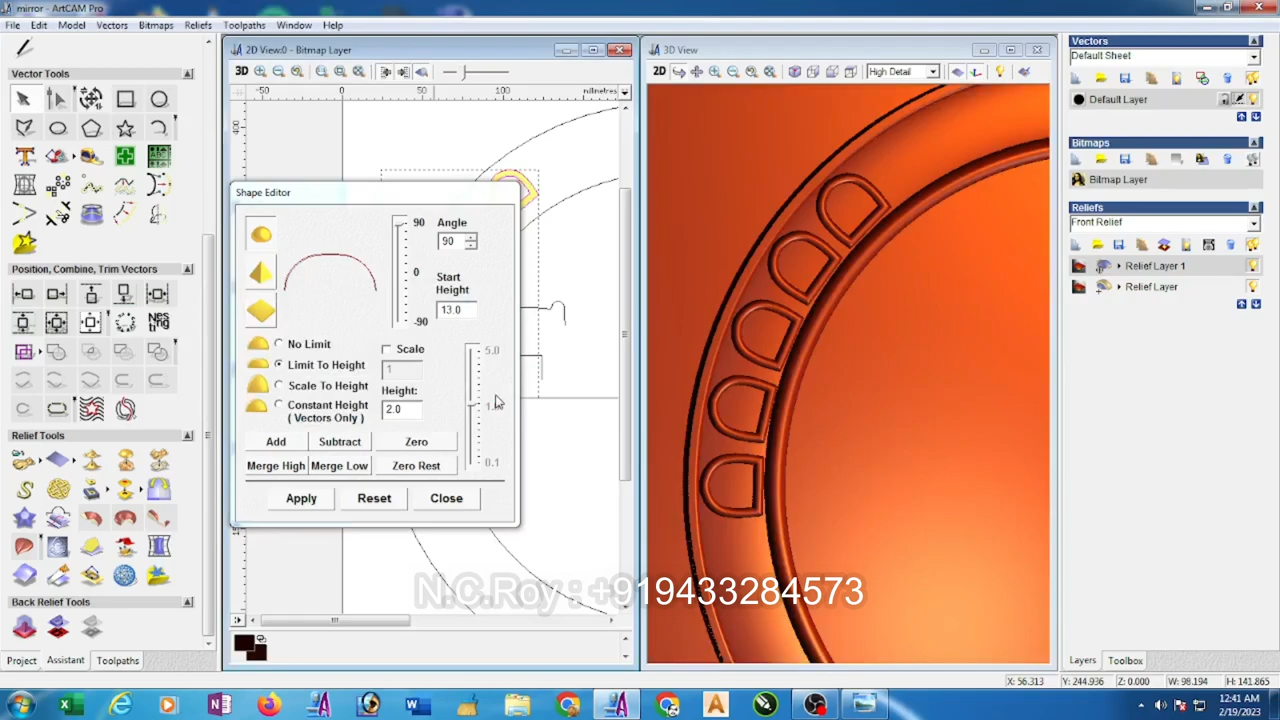 mirror - ArtCAM Pro
File Edit Model Vectors Bitmaps Reliefs Toolpaths Window Help
Vector Tools
Position, Combine, Trim Vectors
Relief Tools
Back Relief Tools
Project Assistant Toolpaths
2D View:0 - Bitmap Layer
3D
-50 0 50 100 millimetres
400
Shape Editor
90
0
-90
Angle
90
Start
Height
13.0
No Limit
Limit To Height
Scale To Height
Constant Height
( Vectors Only )
Scale
1
Height:
2.0
5.0
0.1
Add Subtract Zero
Merge High Merge Low Zero Rest
Apply Reset Close
3D View
2D
High Detail
N.C.Roy : +919433284573
Vectors
Default Sheet
Default Layer
Bitmaps
Bitmap Layer
Reliefs
Front Relief
Relief Layer 1
Relief Layer
Layers Toolbox
X: 56.313 Y: 244.936 Z: 0.000 W: 98.194 H: 141.865
12:41 AM
2/19/2023